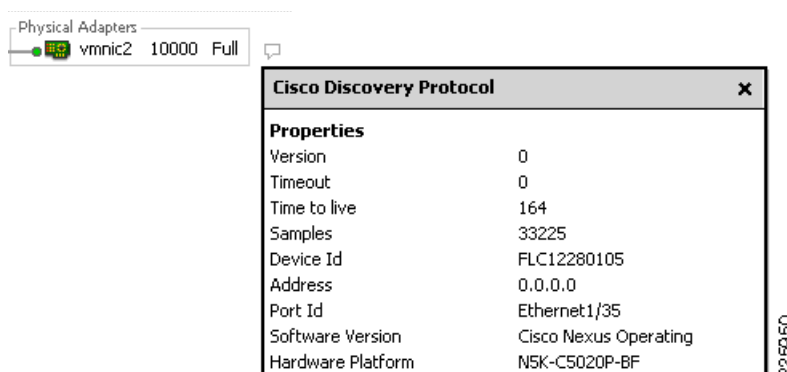 Physical Adapters
vmnic2 10000 Full
Cisco Discovery Protocol x
Properties
Version 0
Timeout 0
Time to live 164
Samples 33225
Device Id FLC12280105
Address 0.0.0.0
Port Id Ethernet1/35
Software Version Cisco Nexus Operating
Hardware Platform N5K-C5020P-BF